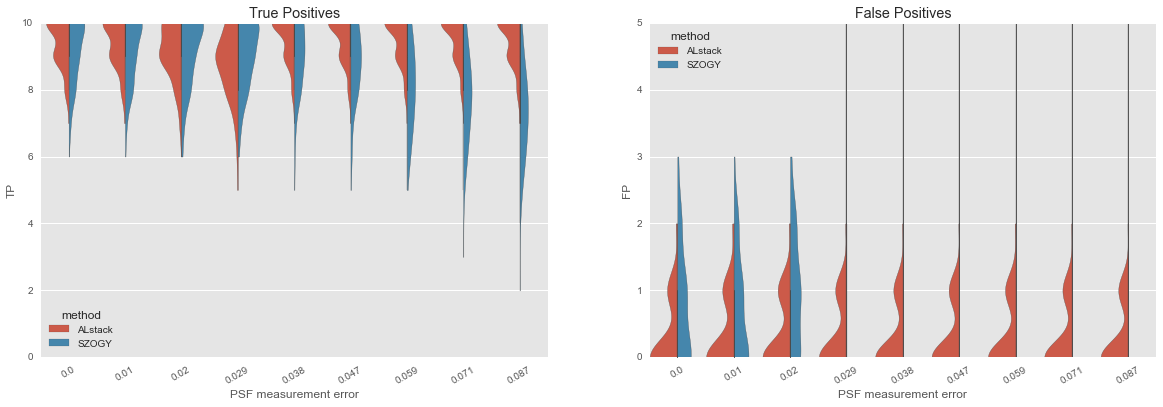 True Positives
10
8
6
4
2
0
TP
method
ALstack
SZOGY
0.0 0.01 0.02 0.029 0.038 0.047 0.059 0.071 0.087
PSF measurement error
False Positives
5
4
3
2
1
0
FP
method
ALstack
SZOGY
0.0 0.01 0.02 0.029 0.038 0.047 0.059 0.071 0.087
PSF measurement error